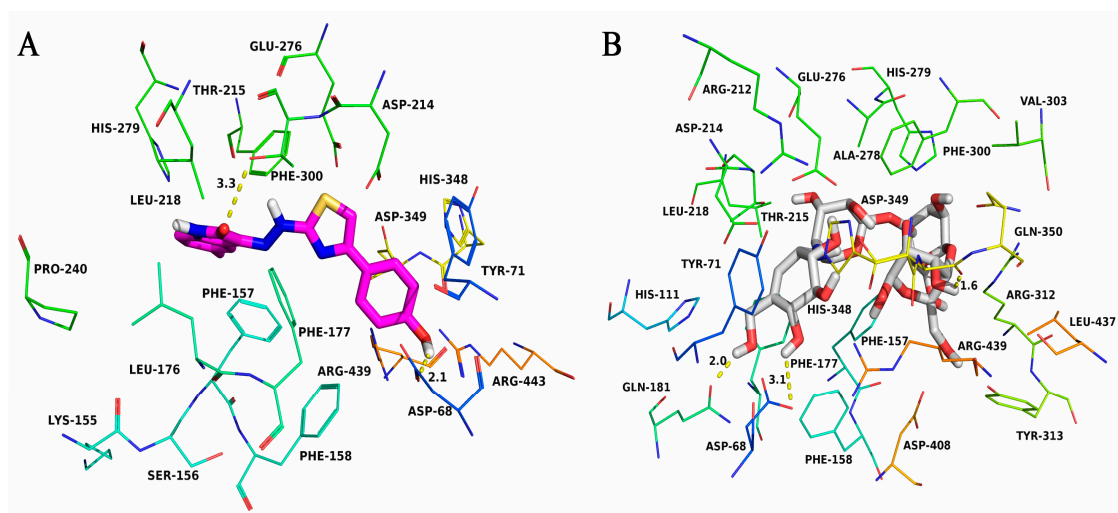 A
GLU-276
THR-215
ASP-214
HIS-279
PHE-300
3.3
LEU-218
HIS-348
ASP-349
TYR-71
PRO-240
PHE-157
PHE-177
LEU-176
ARG-439
ARG-443
2.1
ASP-68
LYS-155
PHE-158
SER-156
B
GLU-276
HIS-279
ARG-212
VAL-303
ASP-214
ALA-278
PHE-300
LEU-218
THR-215
ASP-349
GLN-350
TYR-71
1.6
HIS-111
HIS-348
ARG-312
LEU-437
PHE-157
ARG-439
2.0
PHE-177
3.1
GLN-181
TYR-313
ASP-68
PHE-158
ASP-408